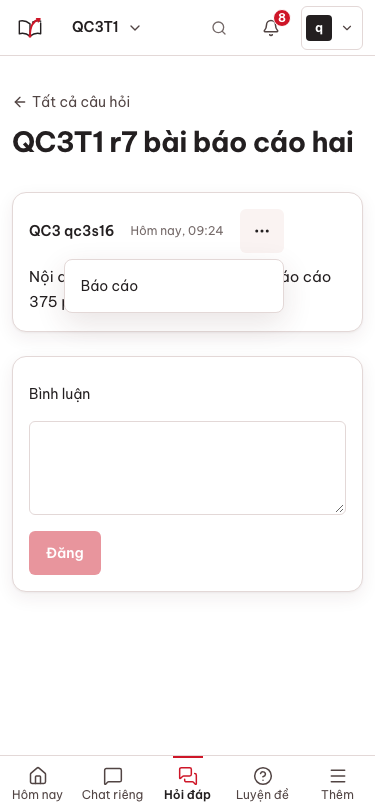 QC3T1
8
q
Tất cả câu hỏi
QC3T1 r7 bài báo cáo hai
QC3 qc3s16 Hôm nay, 09:24
Nội cáo
375
Báo cáo
Bình luận
Đăng
Hôm nay Chat riêng Hỏi đáp Luyện đề Thêm